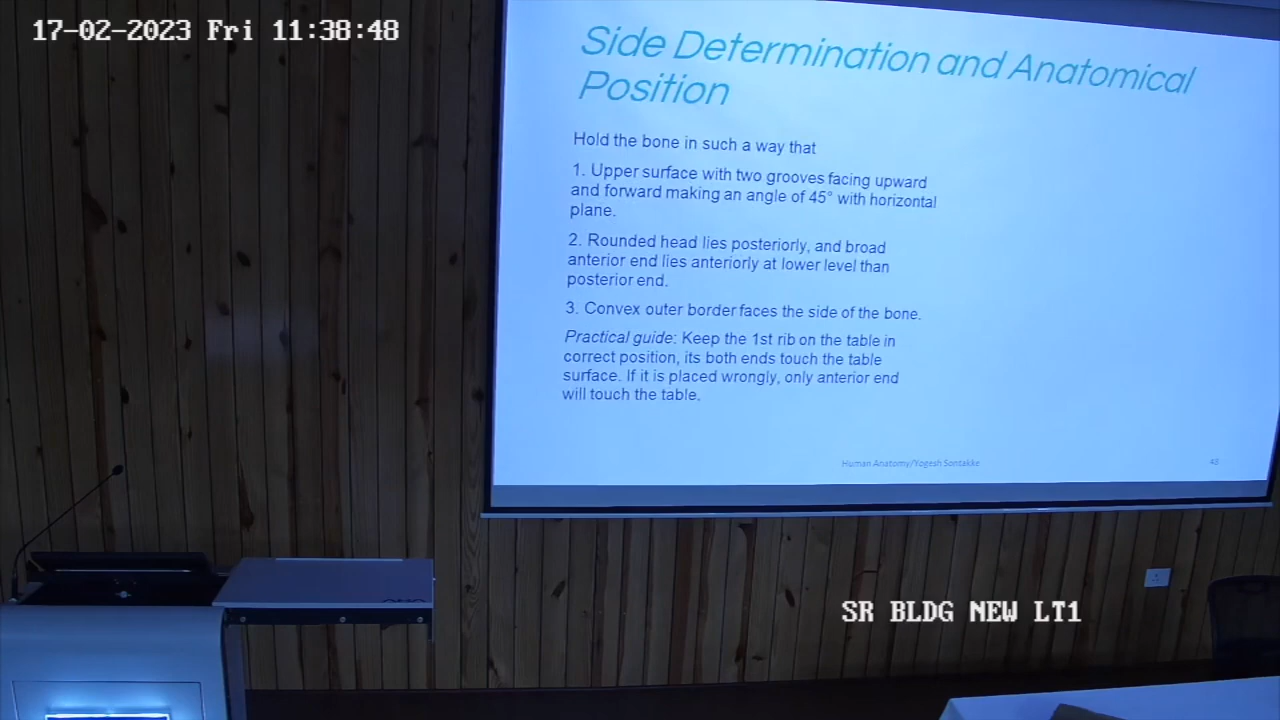 17-02-2023 Fri 11:38:48
Side Determination and Anatomical
Position
Hold the bone in such a way that
1. Upper surface with two grooves facing upward
and forward making an angle of 45° with horizontal
plane.
2. Rounded head lies posteriorly, and broad
anterior end lies anteriorly at lower level than
posterior end.
3. Convex outer border faces the side of the bone.
Practical guide: Keep the 1st rib on the table in
correct position, its both ends touch the table
surface. If it is placed wrongly, only anterior end
will touch the table.
Human Anatomy/Yogesh Sontakke
48
SR BLDG NEW LT1